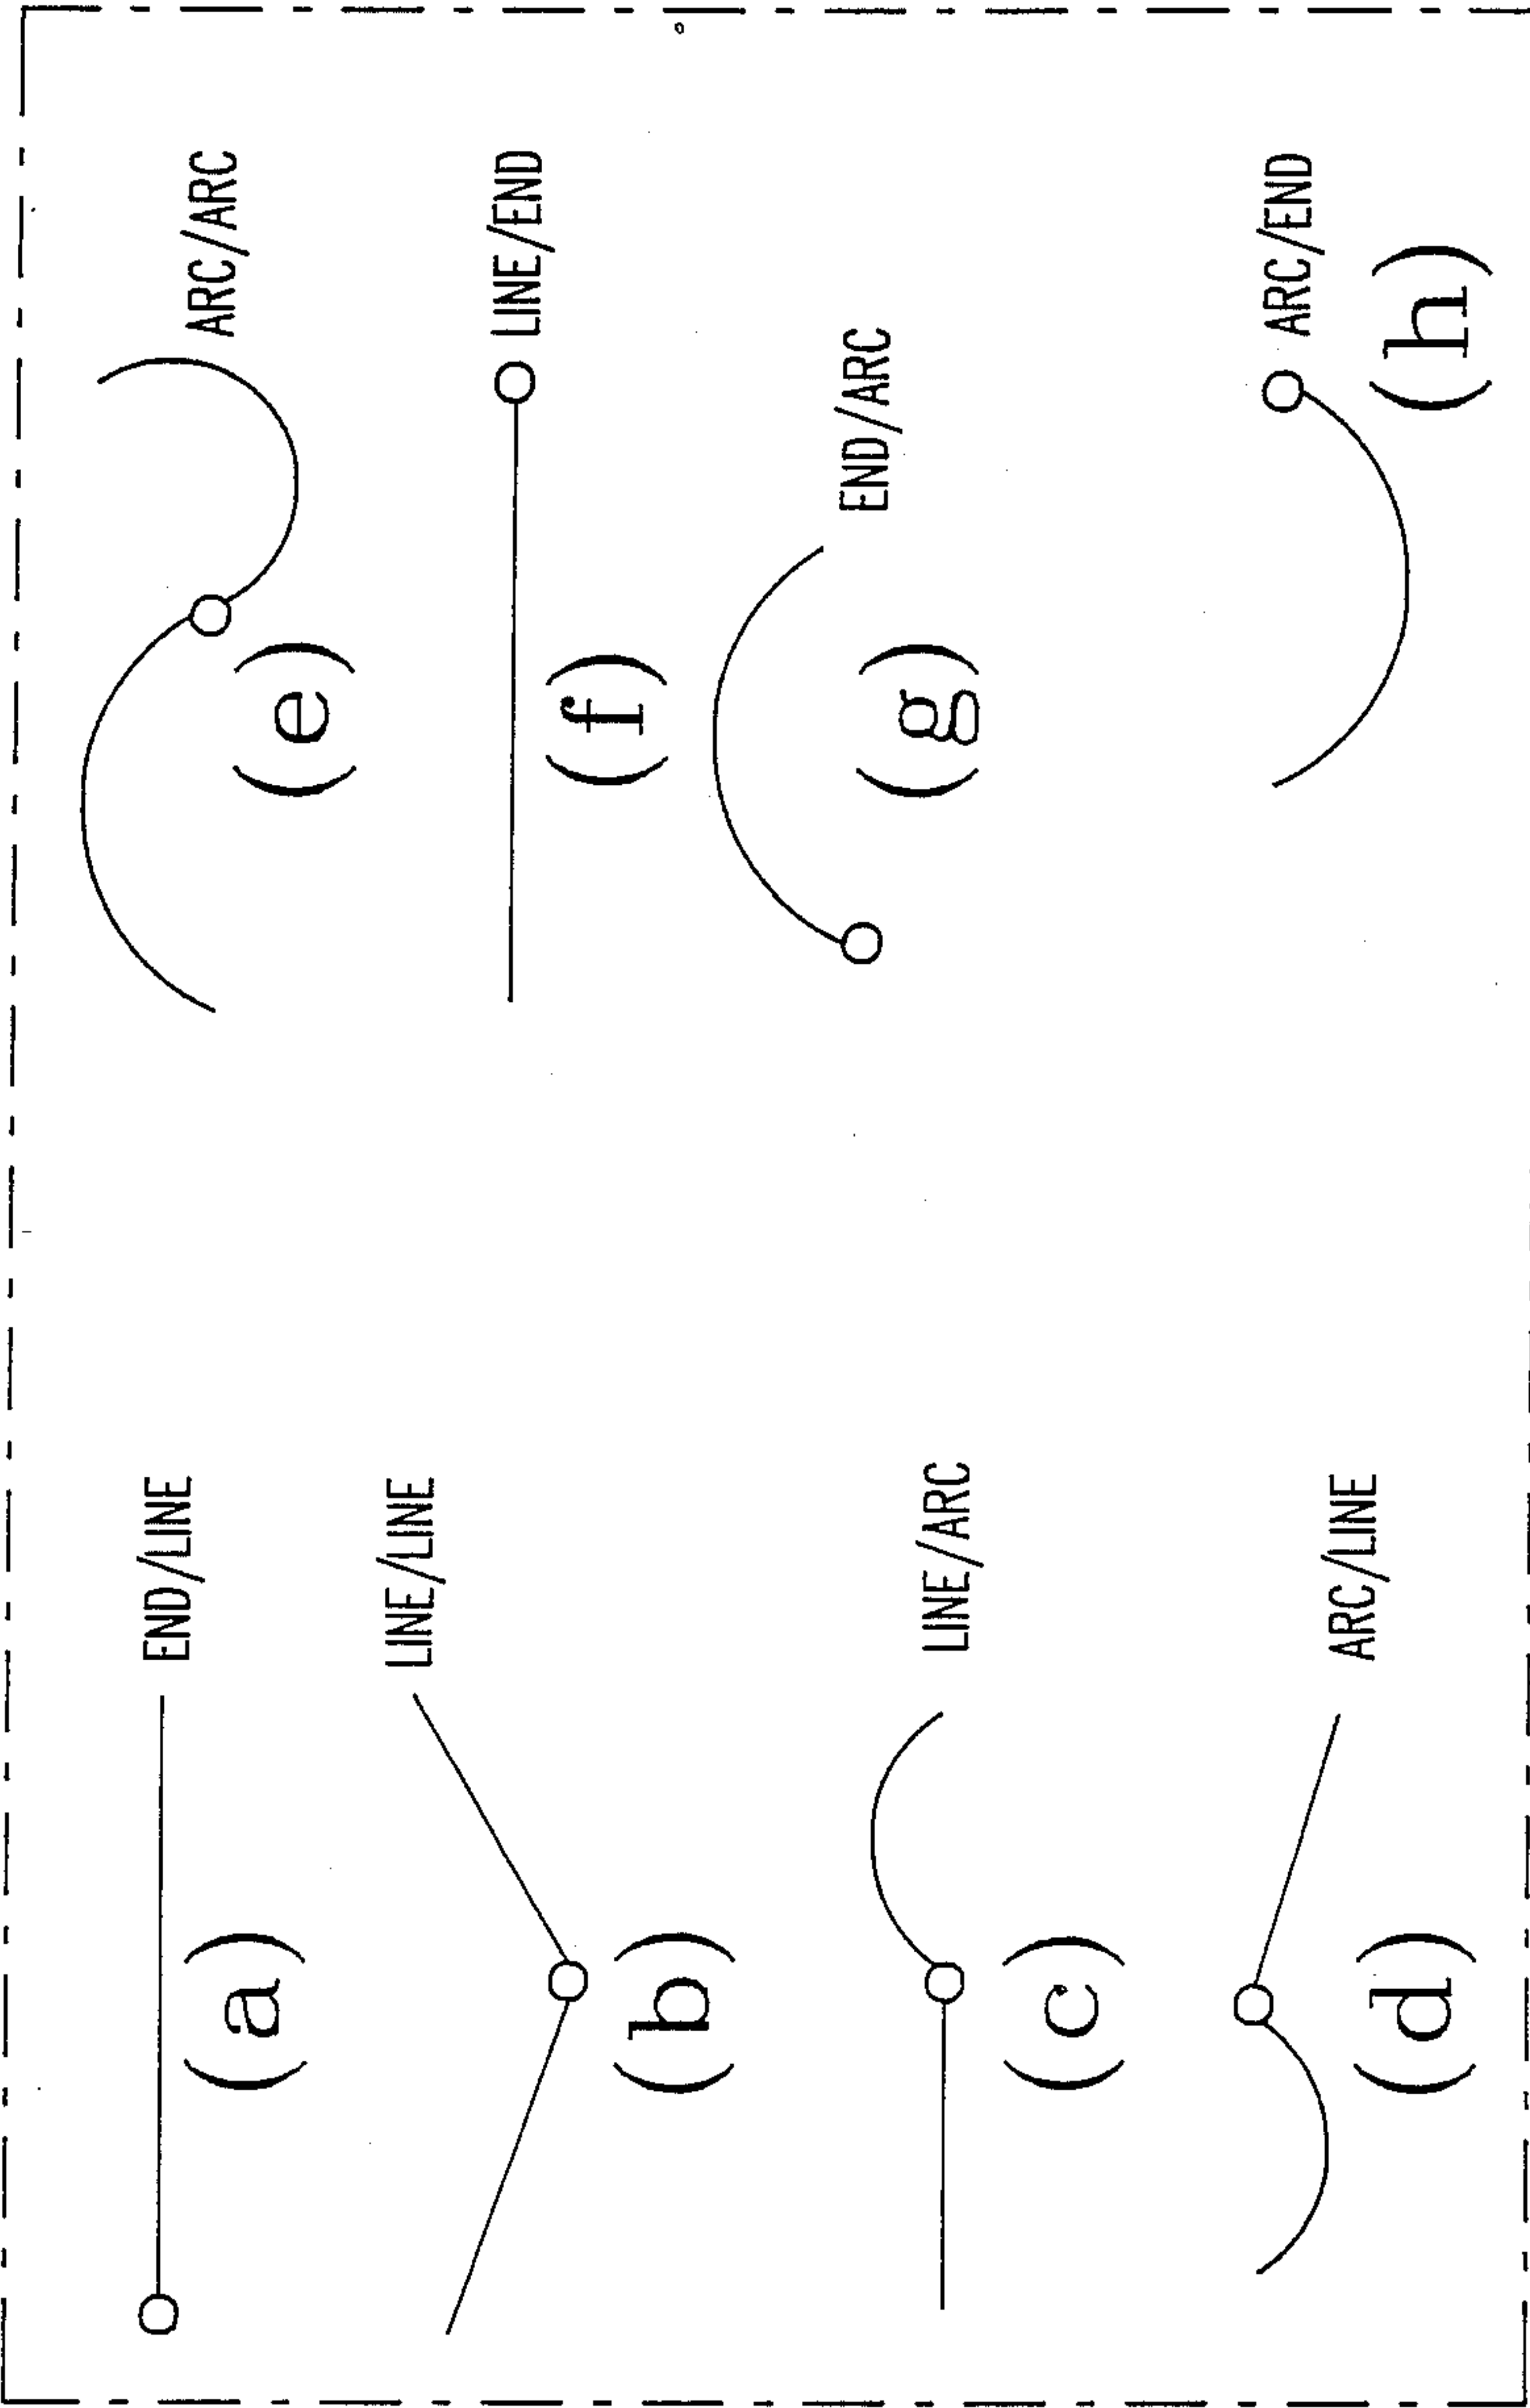 END/LINE
(a)
LINE/LINE
(b)
LINE/ARC
(c)
ARC/LINE
(d)
ARC/ARC
(e)
LINE/END
(f)
END/ARC
(g)
ARC/END
(h)